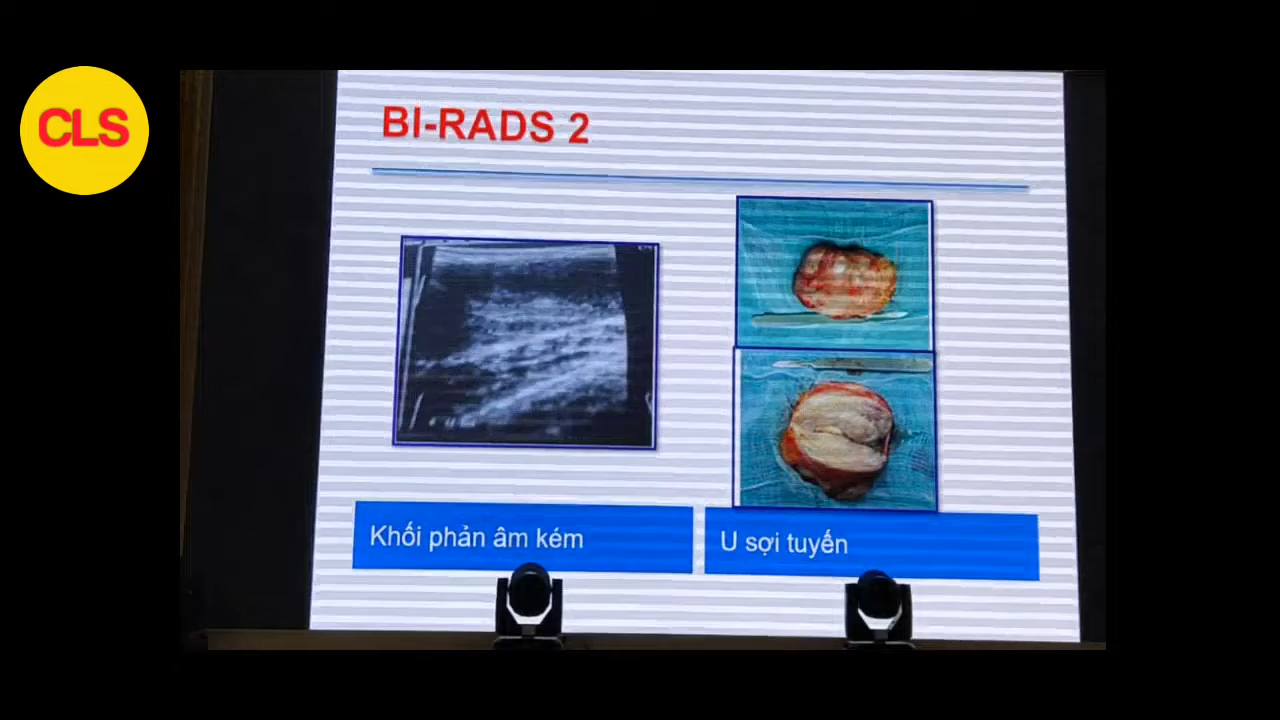 CLS
BI-RADS 2
Khối phản âm kém
U sợi tuyến